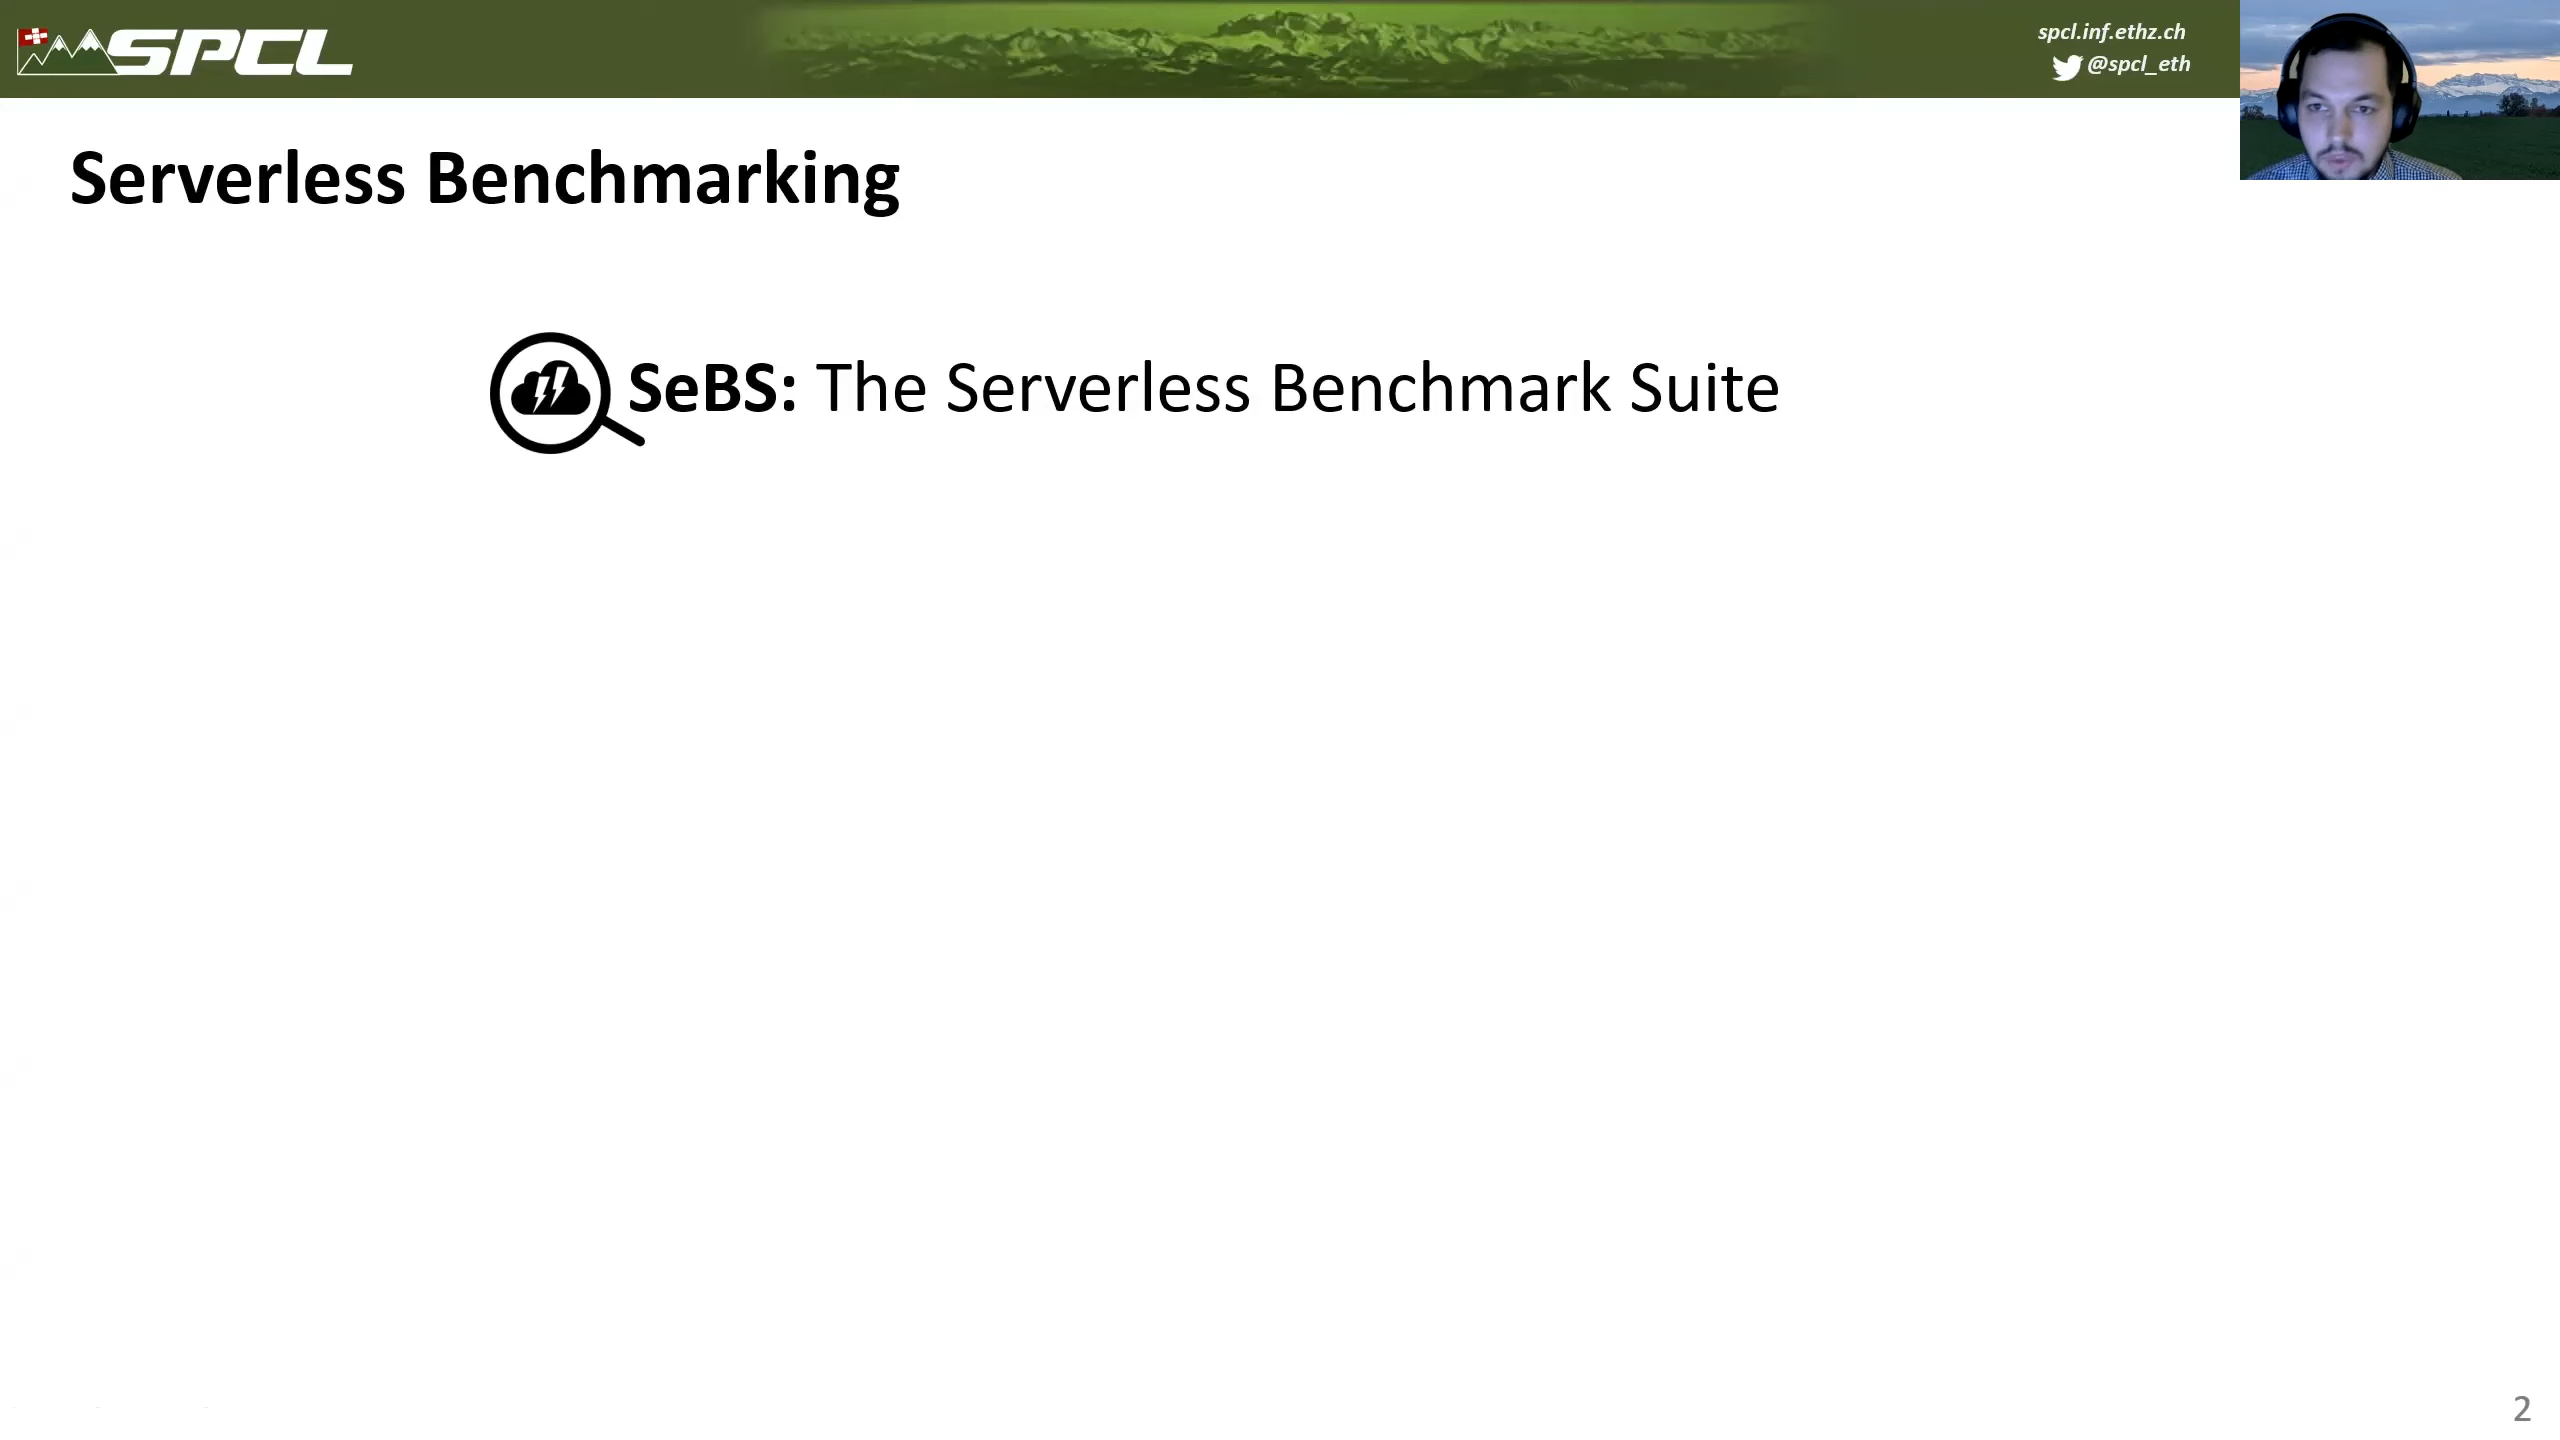 SPCL
spcl.inf.ethz.ch
@spcl_eth
Serverless Benchmarking
SeBS: The Serverless Benchmark Suite
2